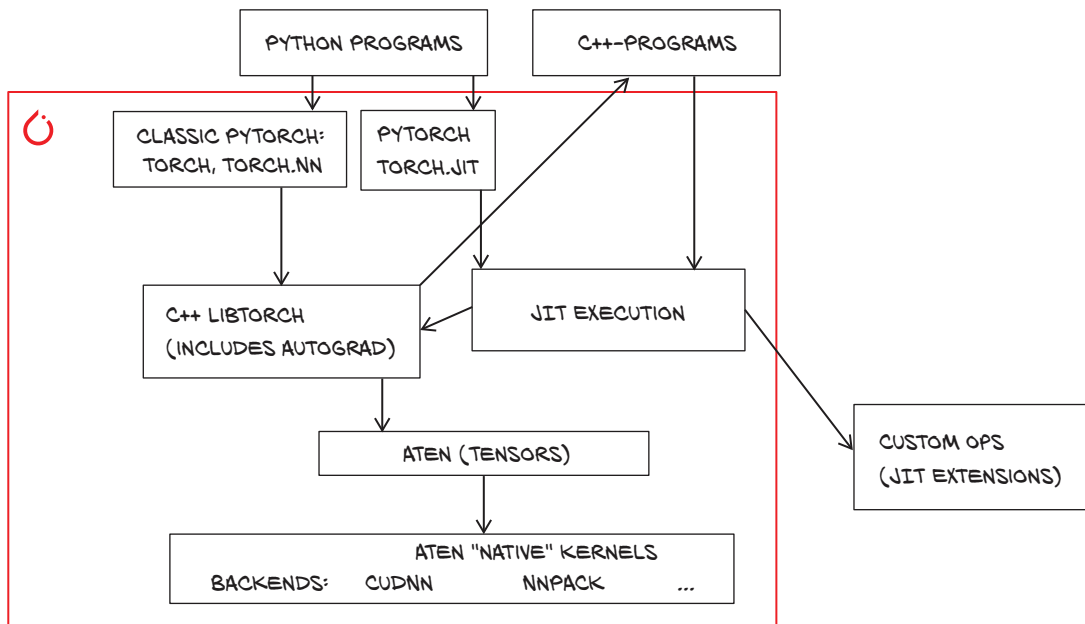 PYTHON PROGRAMS
C++-PROGRAMS
CLASSIC PYTORCH:
TORCH, TORCH.NN
PYTORCH
TORCH.JIT
C++ LIBTORCH
(INCLUDES AUTOGRAD)
JIT EXECUTION
ATEN (TENSORS)
CUSTOM OPS
(JIT EXTENSIONS)
ATEN "NATIVE" KERNELS
BACKENDS: CUDNN NNPACK ...